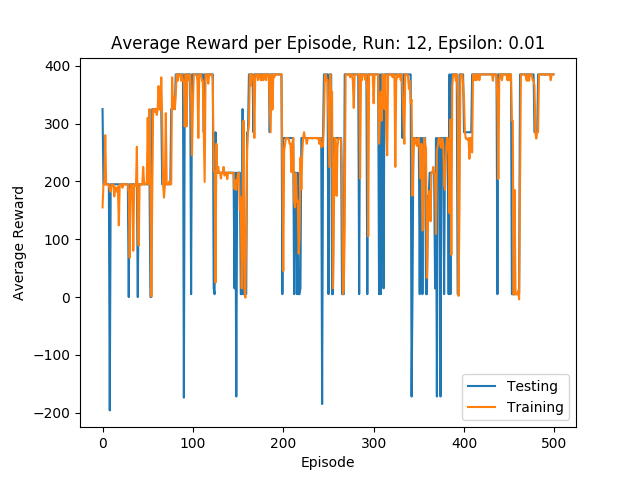 Average Reward per Episode, Run: 12, Epsilon: 0.01
400
300
200
100
0
−100
−200
Average Reward
0
100
200
300
400
500
Episode
Testing
Training